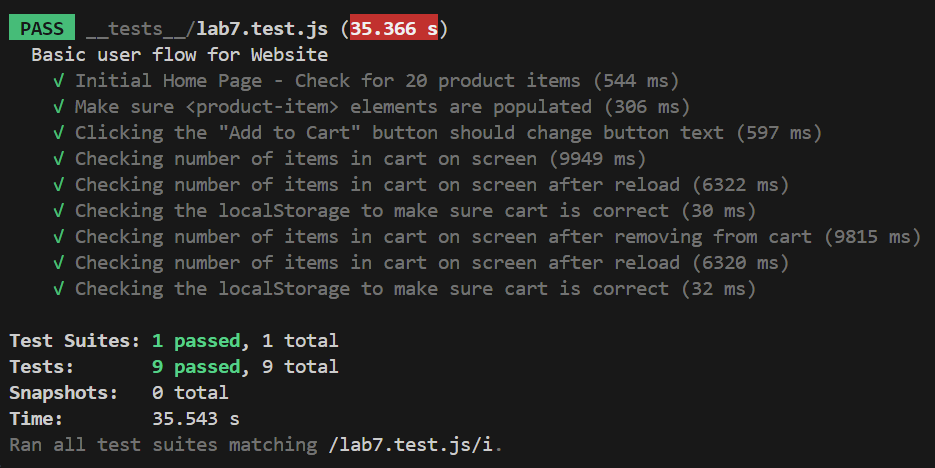 PASS __tests__/lab7.test.js (35.366 s)
Basic user flow for Website
√ Initial Home Page - Check for 20 product items (544 ms)
√ Make sure <product-item> elements are populated (306 ms)
√ Clicking the "Add to Cart" button should change button text (597 ms)
√ Checking number of items in cart on screen (9949 ms)
√ Checking number of items in cart on screen after reload (6322 ms)
√ Checking the localStorage to make sure cart is correct (30 ms)
√ Checking number of items in cart on screen after removing from cart (9815 ms)
√ Checking number of items in cart on screen after reload (6320 ms)
√ Checking the localStorage to make sure cart is correct (32 ms)
Test Suites: 1 passed, 1 total
Tests: 9 passed, 9 total
Snapshots: 0 total
Time: 35.543 s
Ran all test suites matching /lab7.test.js/i.